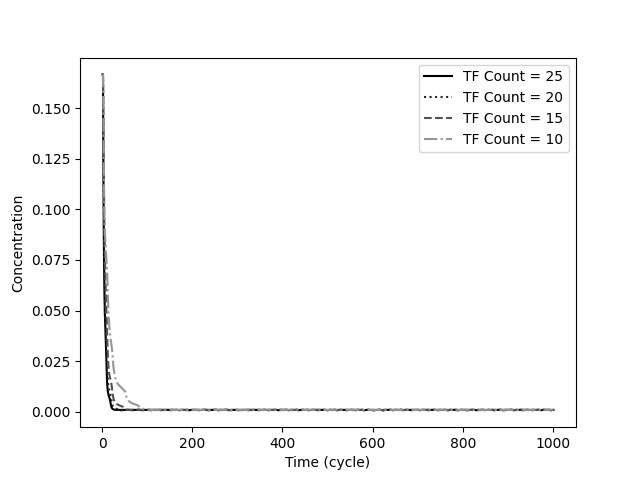 TF Count = 25
TF Count = 20
TF Count = 15
TF Count = 10
Concentration
0.150
0.125
0.100
0.075
0.050
0.025
0.000
0 200 400 600 800 1000
Time (cycle)